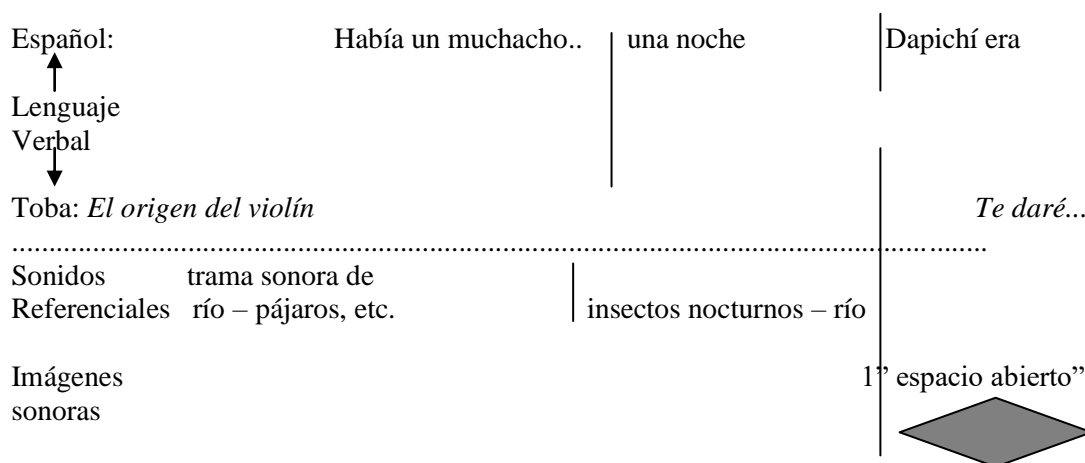 Español: Había un muchacho.. una noche Dapichí era
Lenguaje
Verbal
Toba: El origen del violín Te daré...
........................................................................................................................
Sonidos trama sonora de
Referenciales río – pájaros, etc. insectos nocturnos – río
Imágenes 1” espacio abierto”
sonoras